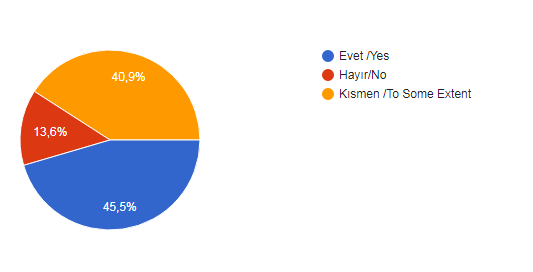 40,9%
13,6%
45,5%
Evet /Yes
Hayır/No
Kısmen /To Some Extent